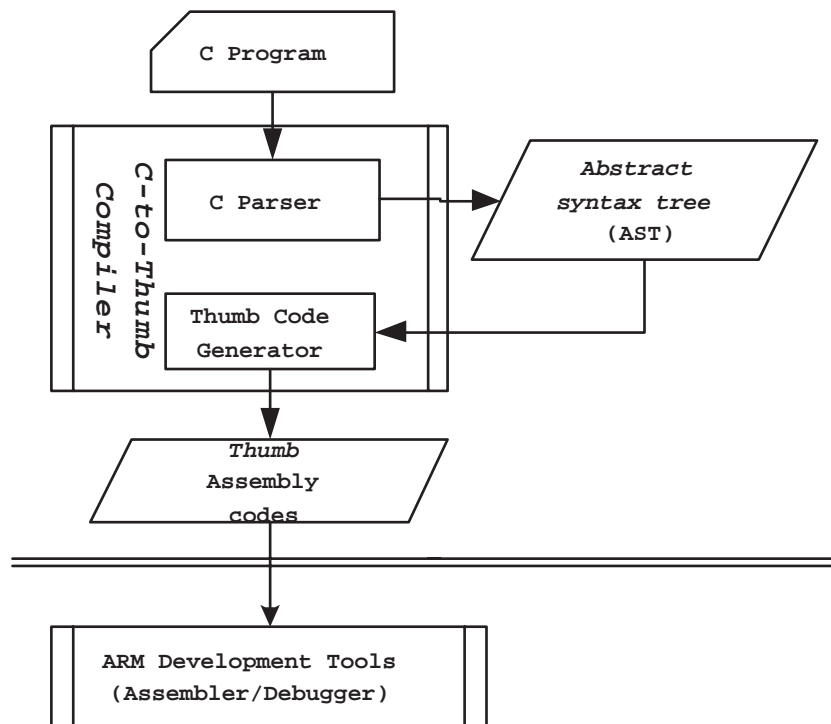 C Program
C-to-Thumb
Compiler
C Parser
Abstract
syntax tree
(AST)
Thumb Code
Generator
Thumb
Assembly
codes
ARM Development Tools
(Assembler/Debugger)